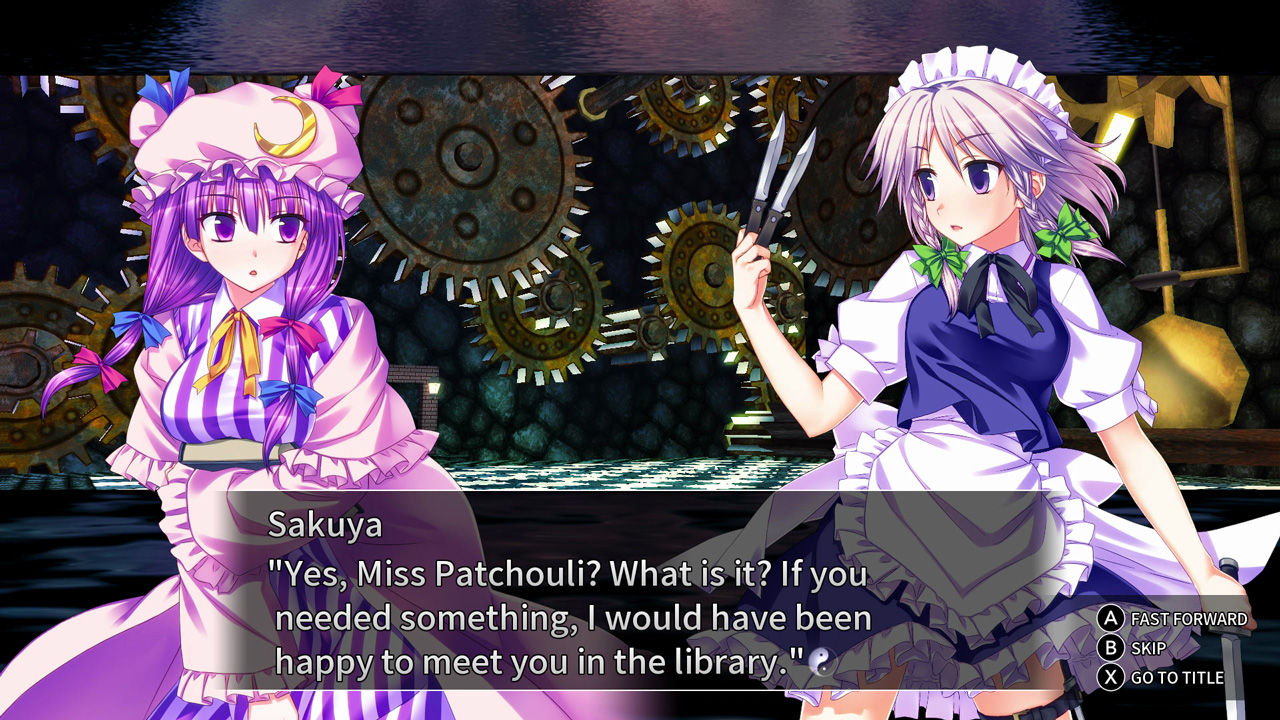 Sakuya
"Yes, Miss Patchouli? What is it? If you
needed something, I would have been
happy to meet you in the library."
A FAST FORWARD
B SKIP
X GO TO TITLE